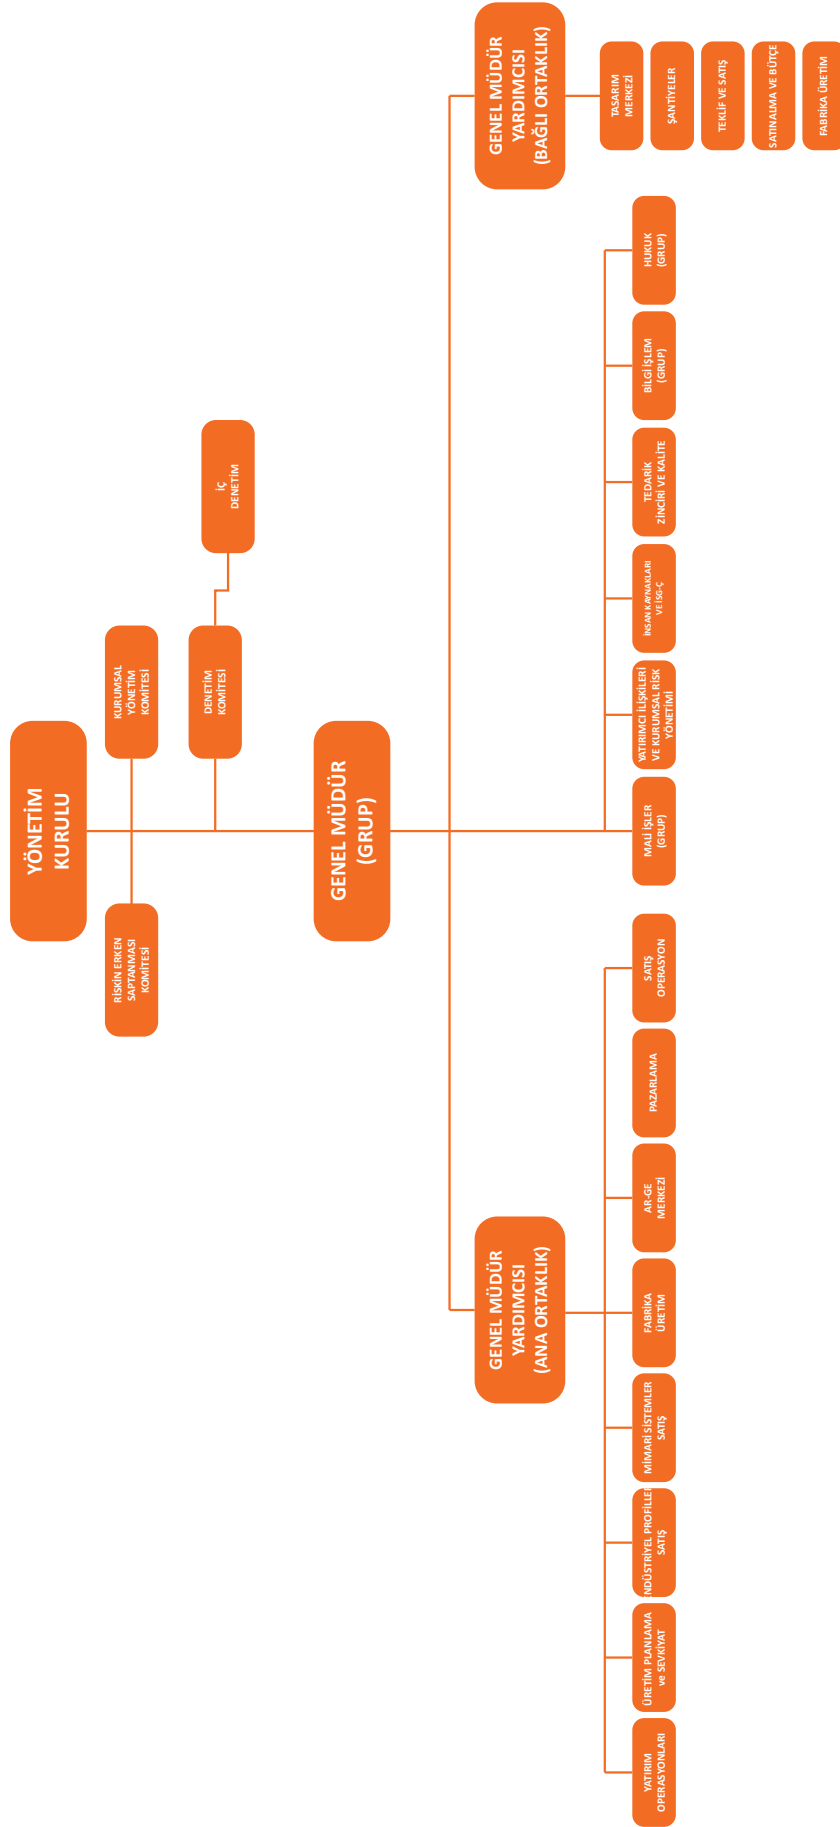 YÖNETİM
KURULU
RİSKİN ERKEN
SAPTANMASI
KOMİTESİ
KURUMSAL
YÖNETİM
KOMİTESİ
DENETİM
KOMİTESİ
İÇ
DENETİM
GENEL MÜDÜR
(GRUP)
GENEL MÜDÜR
YARDIMCISI
(ANA ORTAKLIK)
GENEL MÜDÜR
YARDIMCISI
(BAĞLI ORTAKLIK)
YATIRIM
OPERASYONLARI
ÜRETİM PLANLAMA
ve SEVKİYAT
ENDÜSTRİYEL PROFİLLER
SATIŞ
MİMARİ SİSTEMLER
SATIŞ
FABRİKA
ÜRETİM
AR-GE
MERKEZİ
PAZARLAMA
SATIŞ
OPERASYON
MALİ İŞLER
(GRUP)
YATIRIMCI İLİŞKİLERİ
VE KURUMSAL RİSK
YÖNETİMİ
İNSAN KAYNAKLARI
VE İSG-Ç
TEDARİK
ZİNCİRİ VE KALİTE
BİLGİ İŞLEM
(GRUP)
HUKUK
(GRUP)
TASARIM
MERKEZİ
ŞANTİYELER
TEKLİF VE SATIŞ
SATINALMA VE BÜTÇE
FABRİKA ÜRETİM